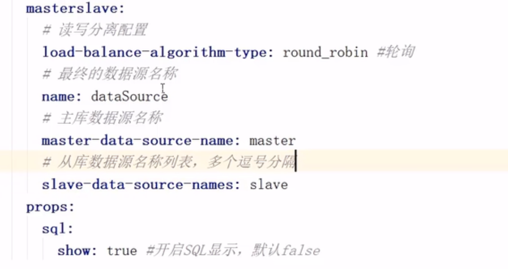 masterslave:
# 读写分离配置
load-balance-algorithm-type: round_robin #轮询
# 最终的数据源名称
name: dataSource
# 主库数据源名称
master-data-source-name: master
# 从库数据源名称列表，多个逗号分隔
slave-data-source-names: slave
props:
sql:
show: true #开启SQL显示，默认false